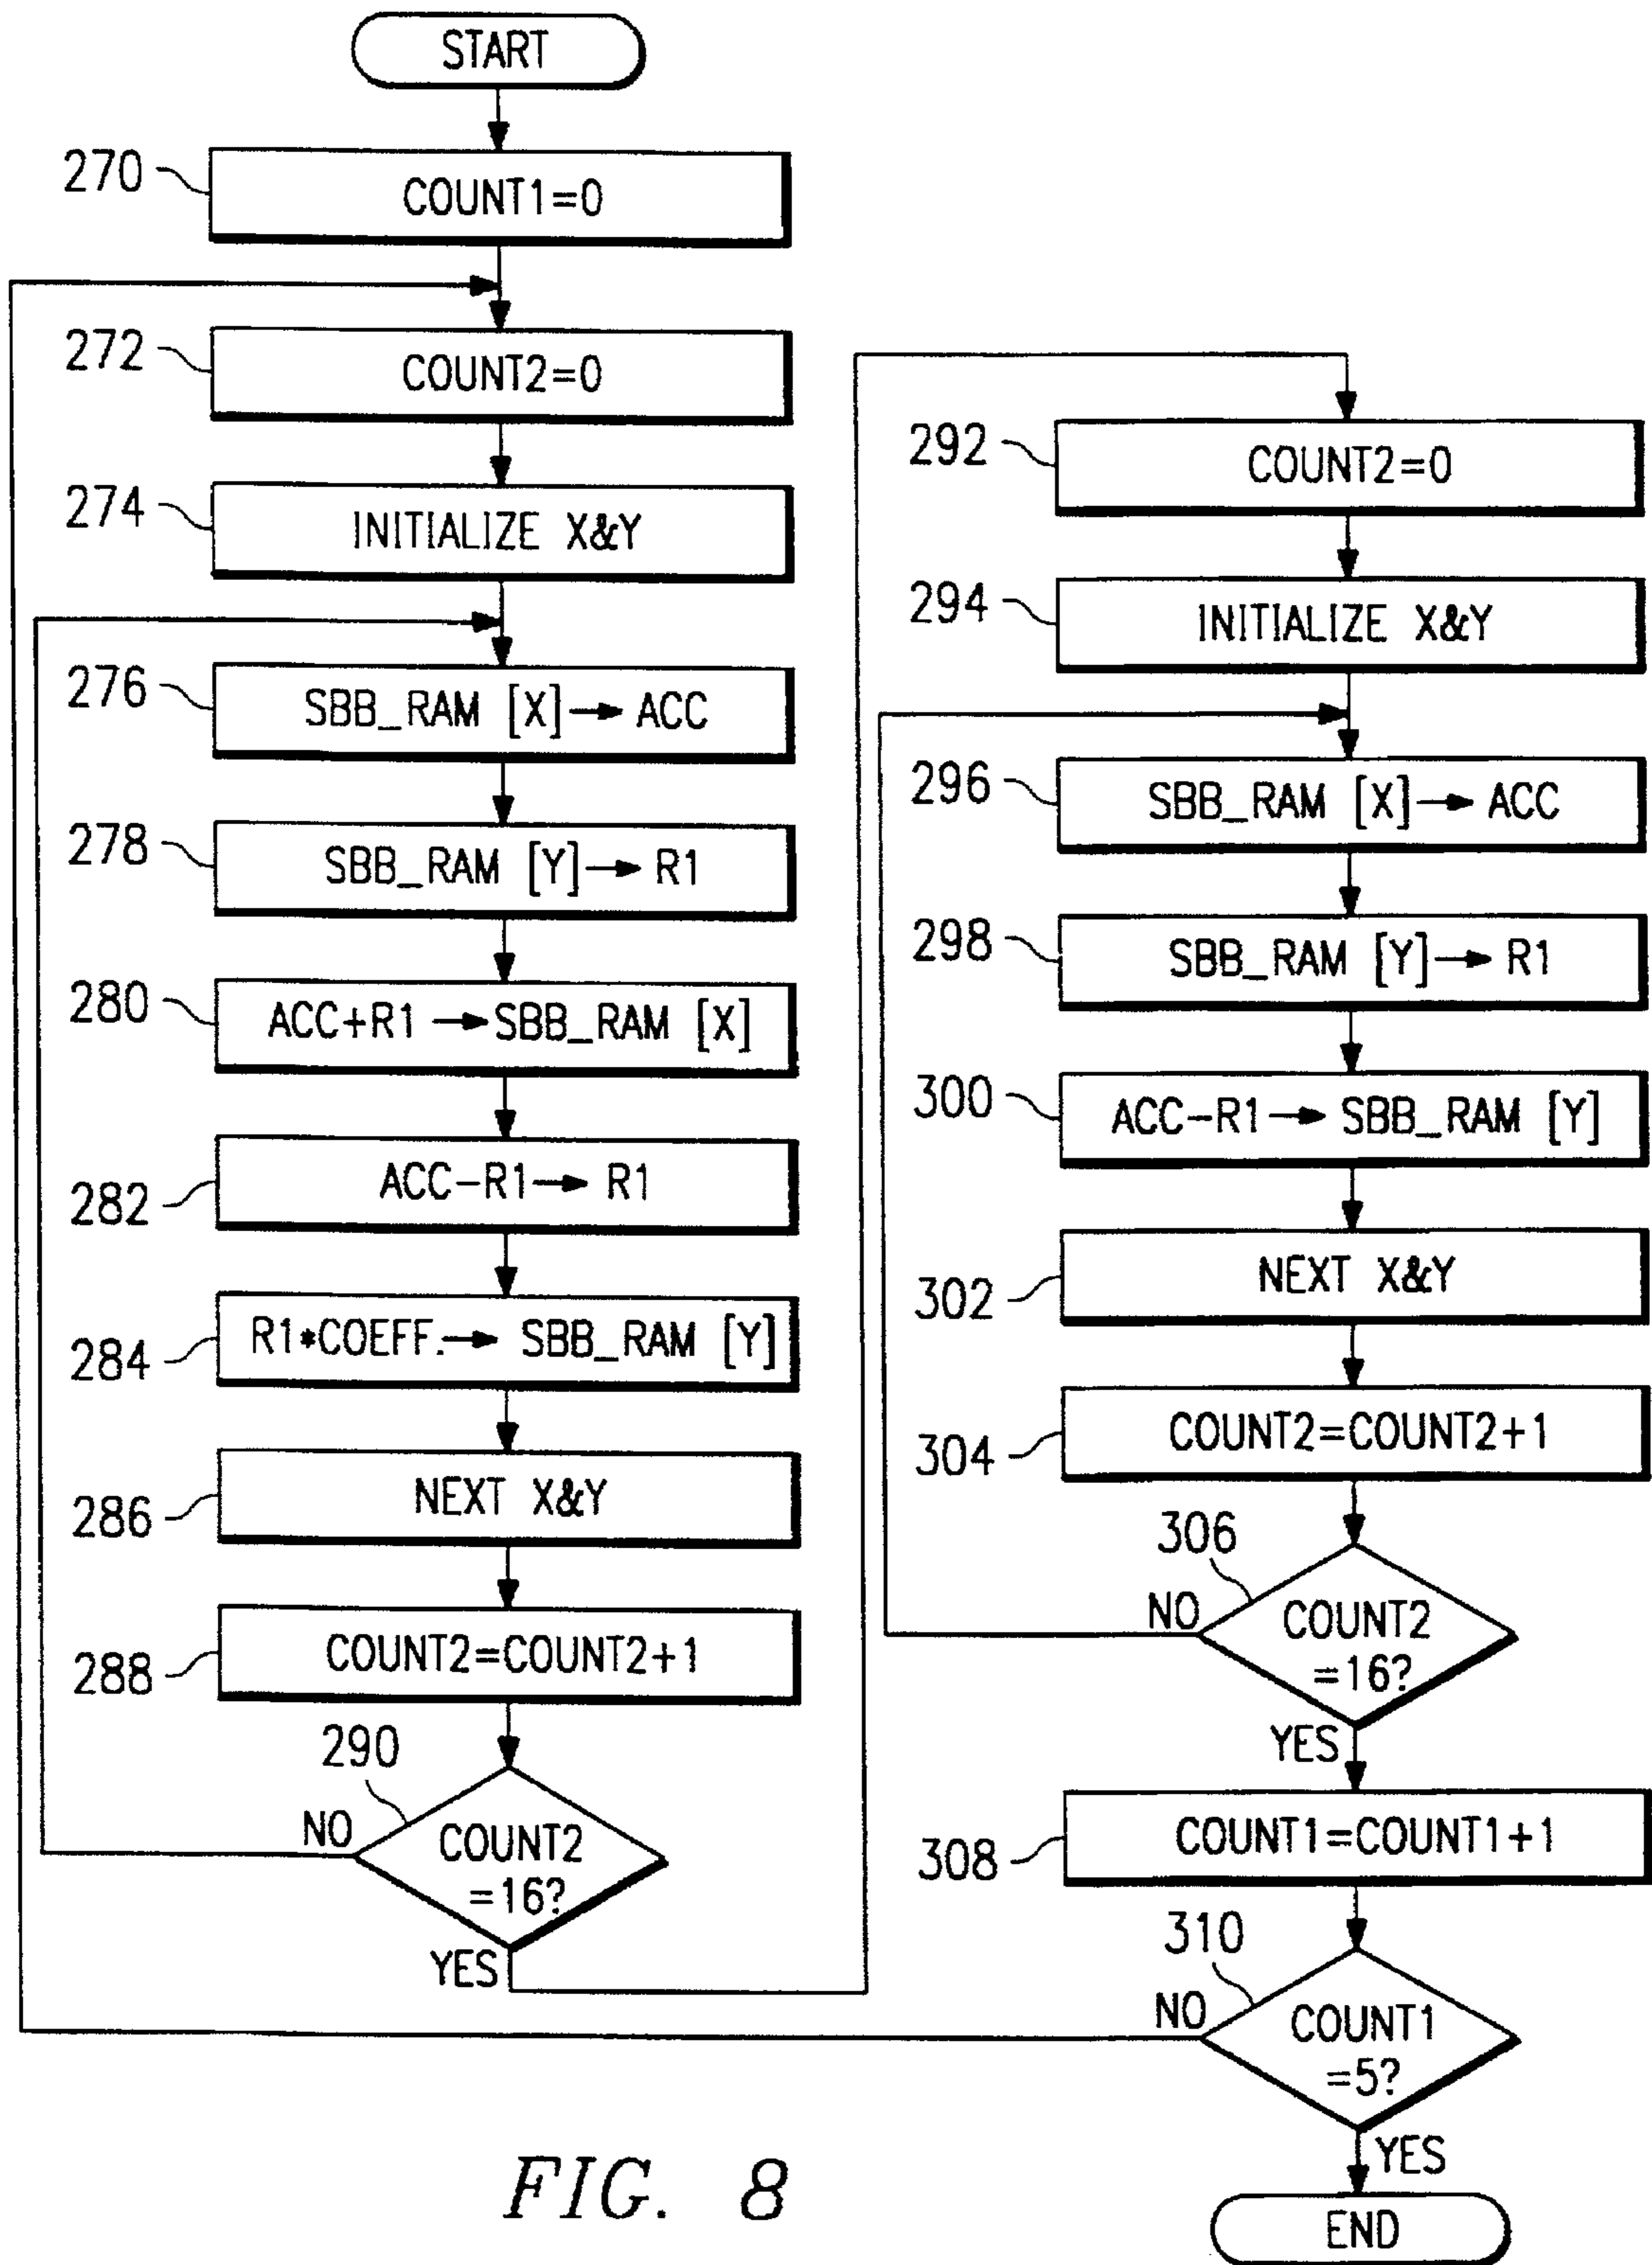 START
270
COUNT1=0
272
COUNT2=0
274
INITIALIZE X&Y
276
SBB_RAM [X]→ ACC
278
SBB_RAM [Y]→ R1
280
ACC+R1 →SBB_RAM [X]
282
ACC-R1→ R1
284
R1*COEFF.→ SBB_RAM [Y]
286
NEXT X&Y
288
COUNT2=COUNT2+1
290
NO
COUNT2
=16?
YES
292
COUNT2=0
294
INITIALIZE X&Y
296
SBB_RAM [X]→ ACC
298
SBB_RAM [Y]→ R1
300
ACC-R1→ SBB_RAM [Y]
302
NEXT X&Y
304
COUNT2=COUNT2+1
306
NO
COUNT2
=16?
YES
308
COUNT1=COUNT1+1
310
NO
COUNT1
=5?
YES
END
FIG. 8